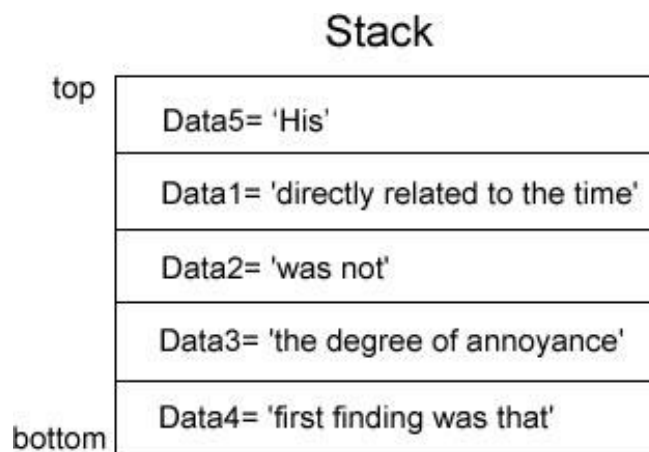 Stack
top
Data5= ‘His’
Data1= 'directly related to the time'
Data2= 'was not'
Data3= 'the degree of annoyance'
Data4= 'first finding was that'
bottom